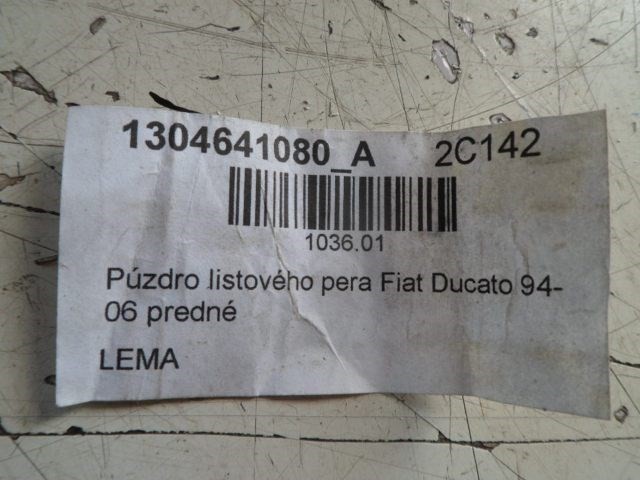 1304641080_A 2C142
1036.01
Púzdro listového pera Fiat Ducato 94-
06 predné
LEMA